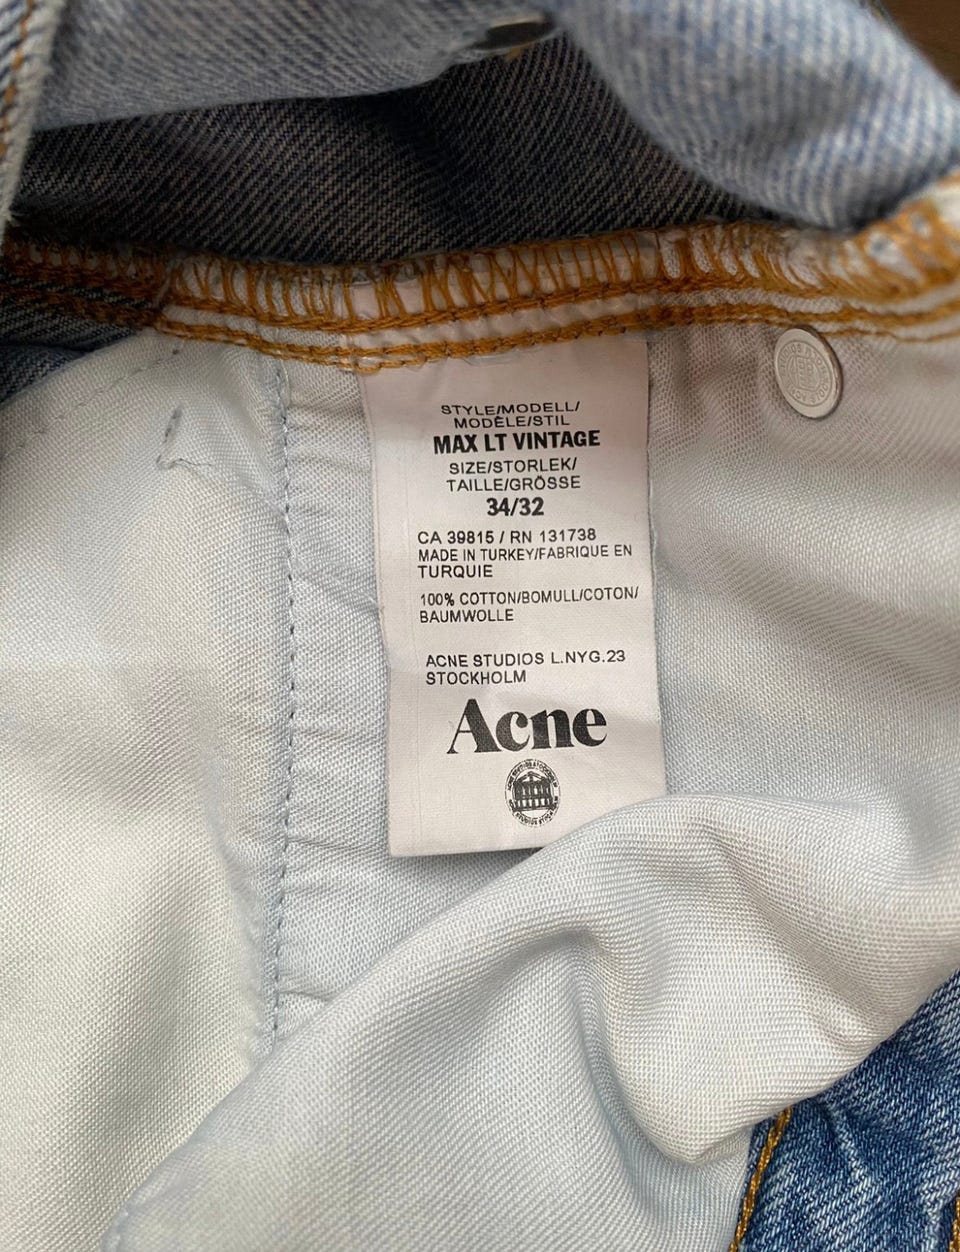 STYLE/MODELL/
MODÈLE/STIL
MAX LT VINTAGE
SIZE/STORLEK/
TAILLE/GRÖSSE
34/32
CA 39815 / RN 131738
MADE IN TURKEY/FABRIQUE EN
TURQUIE
100% COTTON/BOMULL/COTON/
BAUMWOLLE
ACNE STUDIOS L.NYG.23
STOCKHOLM
Acne